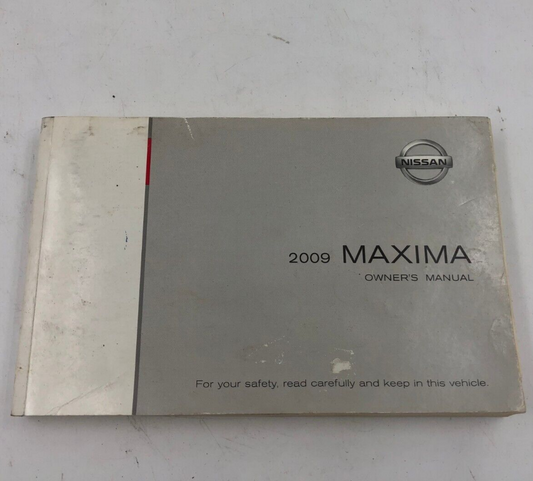 NISSAN
2009 MAXIMA
OWNER'S MANUAL
For your safety, read carefully and keep in this vehicle.